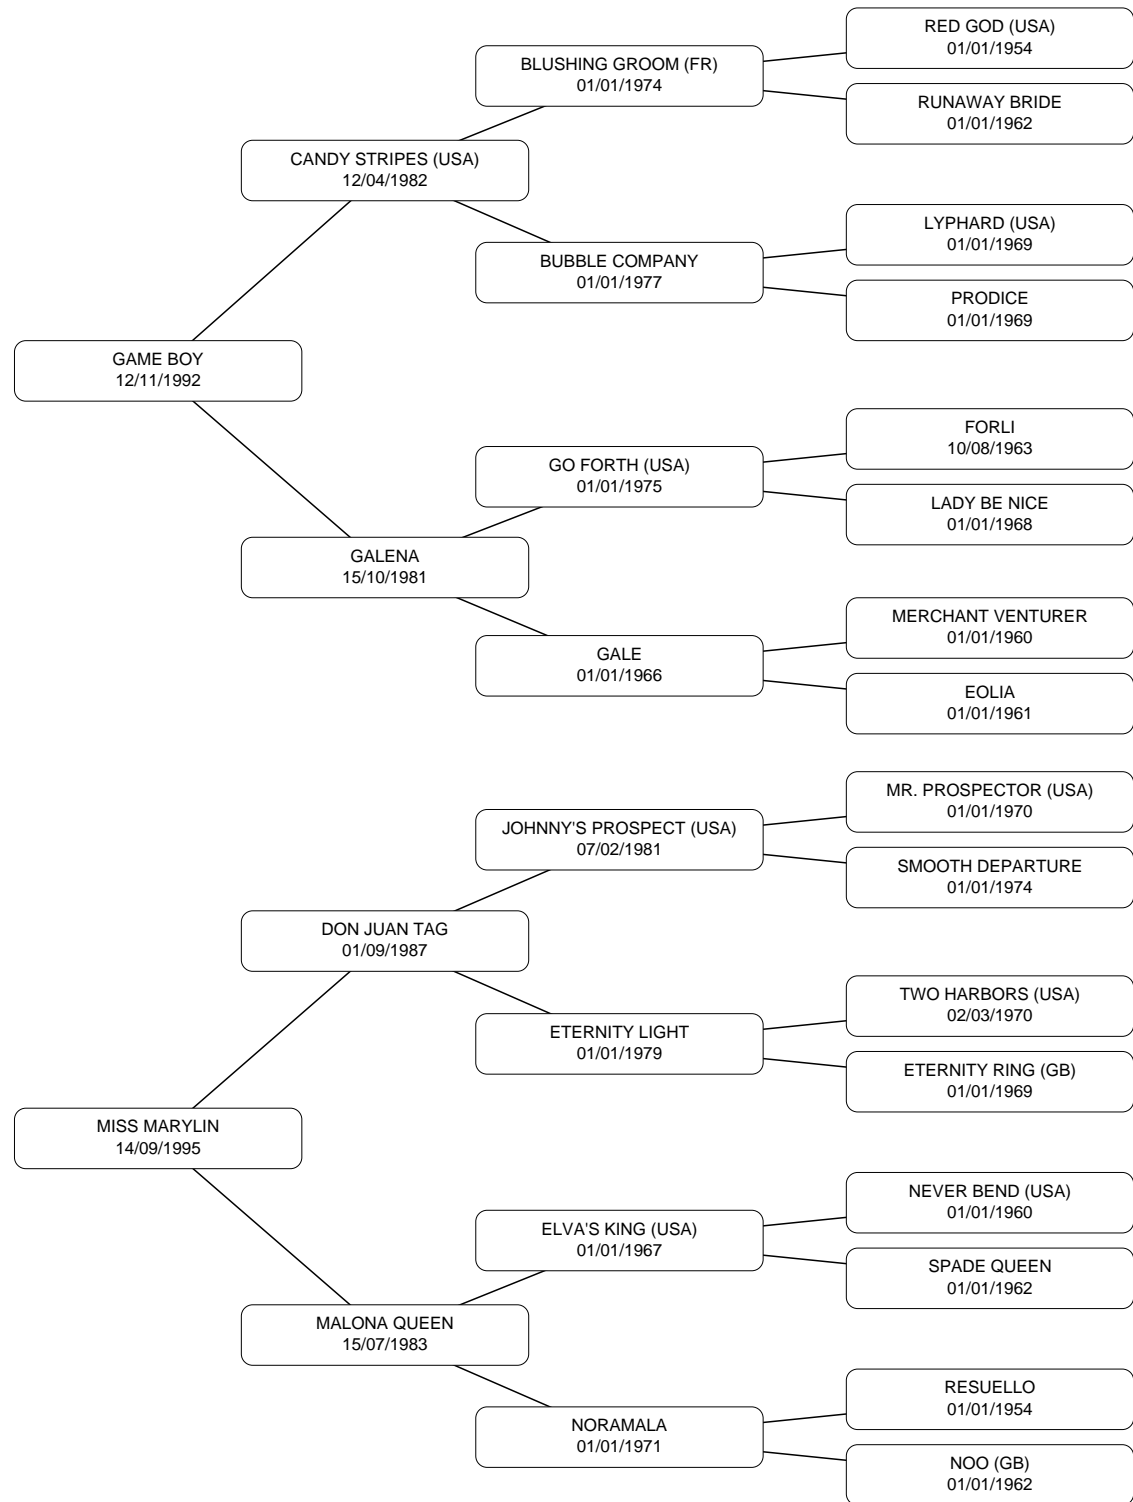 RED GOD (USA)
01/01/1954
BLUSHING GROOM (FR)
01/01/1974
RUNAWAY BRIDE
01/01/1962
CANDY STRIPES (USA)
12/04/1982
LYPHARD (USA)
01/01/1969
BUBBLE COMPANY
01/01/1977
PRODICE
01/01/1969
GAME BOY
12/11/1992
FORLI
10/08/1963
GO FORTH (USA)
01/01/1975
LADY BE NICE
01/01/1968
GALENA
15/10/1981
MERCHANT VENTURER
01/01/1960
GALE
01/01/1966
EOLIA
01/01/1961
MR. PROSPECTOR (USA)
01/01/1970
JOHNNY'S PROSPECT (USA)
07/02/1981
SMOOTH DEPARTURE
01/01/1974
DON JUAN TAG
01/09/1987
TWO HARBORS (USA)
02/03/1970
ETERNITY LIGHT
01/01/1979
ETERNITY RING (GB)
01/01/1969
MISS MARYLIN
14/09/1995
NEVER BEND (USA)
01/01/1960
ELVA'S KING (USA)
01/01/1967
SPADE QUEEN
01/01/1962
MALONA QUEEN
15/07/1983
RESUELLO
01/01/1954
NORAMALA
01/01/1971
NOO (GB)
01/01/1962